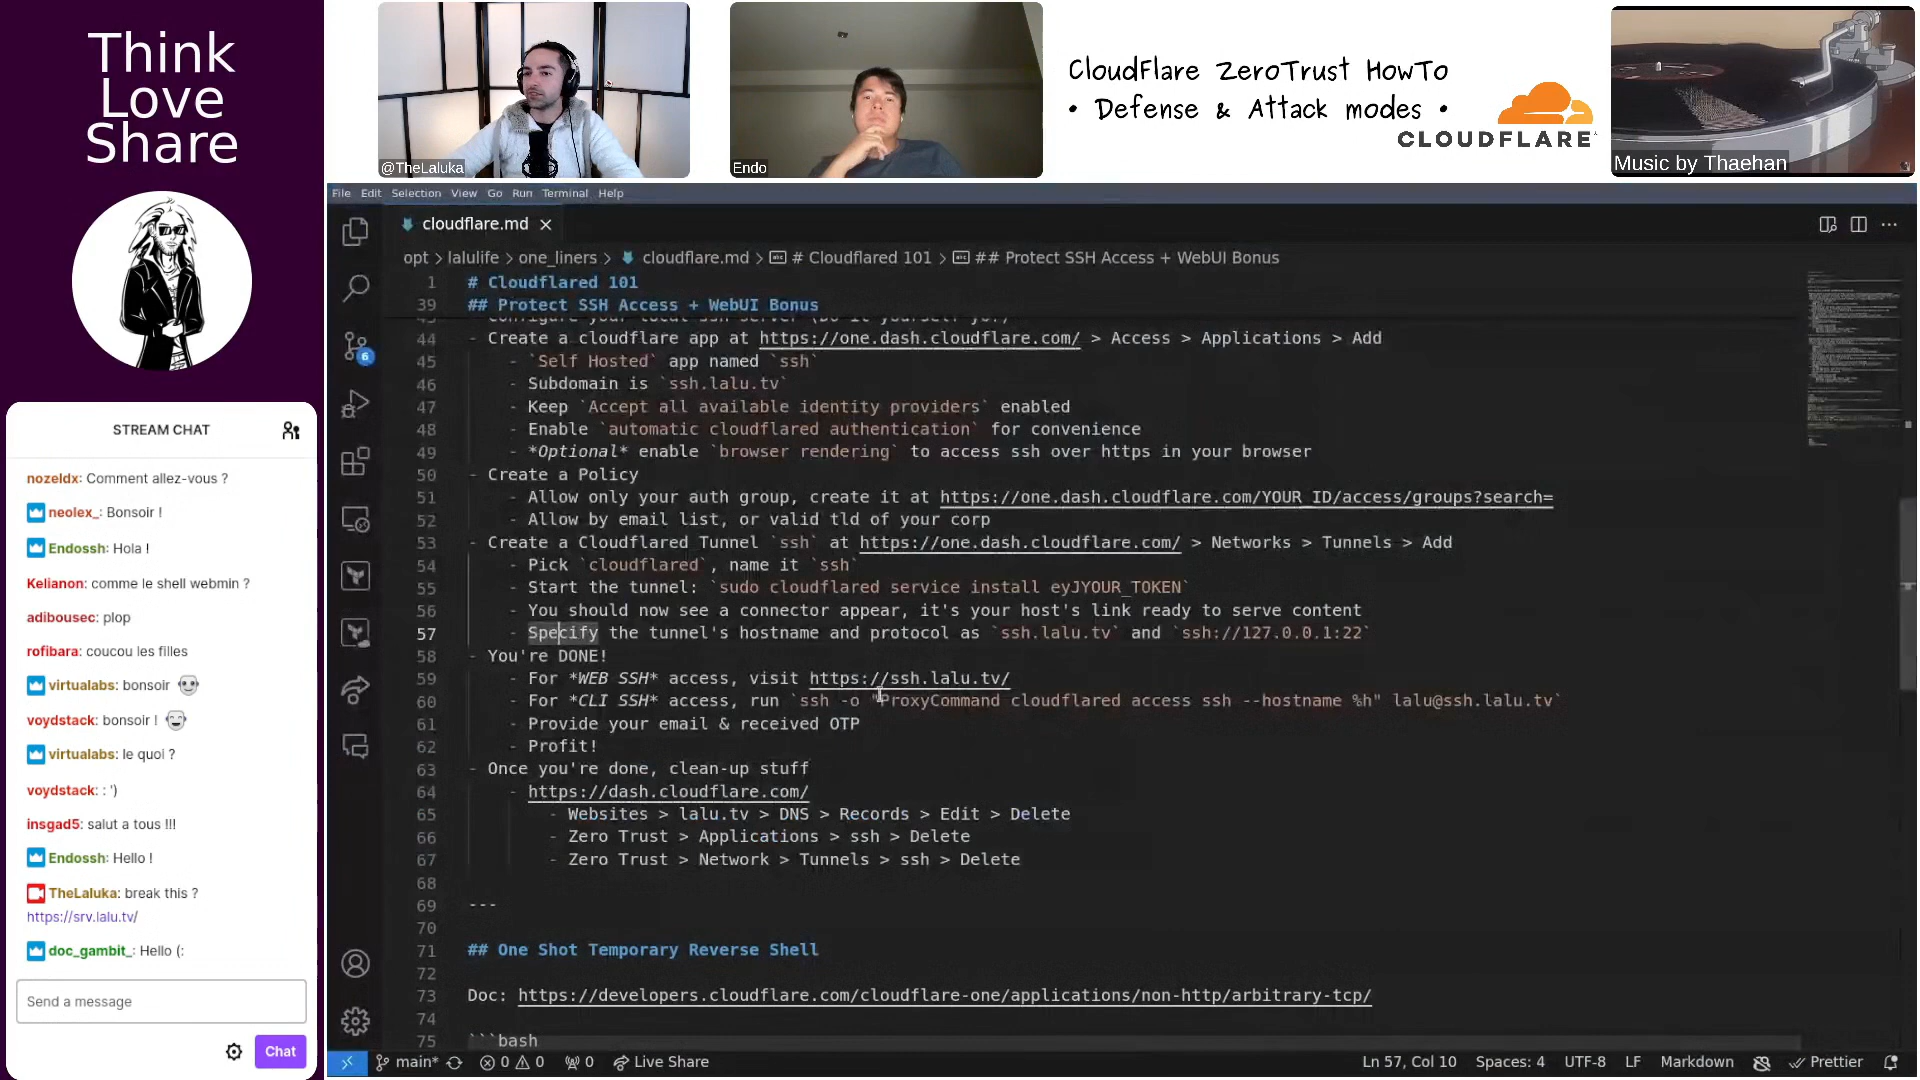 Think
Love
Share
@TheLaluka
Endo
CloudFlare ZeroTrust HowTo
• Defense & Attack modes •
CLOUDFLARE
Music by Thaehan
File Edit Selection View Go Run Terminal Help
cloudflare.md
opt > lalulife > one_liners > cloudflare.md > # Cloudflared 101 > ## Protect SSH Access + WebUI Bonus
1 # Cloudflared 101
39 ## Protect SSH Access + WebUI Bonus
44 - Create a cloudflare app at https://one.dash.cloudflare.com/ > Access > Applications > Add
45 - `Self Hosted` app named `ssh`
46 - Subdomain is `ssh.lalu.tv`
47 - Keep `Accept all available identity providers` enabled
48 - Enable `automatic cloudflared authentication` for convenience
49 - *Optional* enable `browser rendering` to access ssh over https in your browser
50 - Create a Policy
51 - Allow only your auth group, create it at https://one.dash.cloudflare.com/YOUR_ID/access/groups?search=
52 - Allow by email list, or valid tld of your corp
53 - Create a Cloudflared Tunnel `ssh` at https://one.dash.cloudflare.com/ > Networks > Tunnels > Add
54 - Pick `cloudflared`, name it `ssh`
55 - Start the tunnel: `sudo cloudflared service install eyJYOUR_TOKEN`
56 - You should now see a connector appear, it's your host's link ready to serve content
57 - Specify the tunnel's hostname and protocol as `ssh.lalu.tv` and `ssh://127.0.0.1:22`
58 - You're DONE!
59 - For *WEB SSH* access, visit https://ssh.lalu.tv/
60 - For *CLI SSH* access, run `ssh -o "ProxyCommand cloudflared access ssh --hostname %h" lalu@ssh.lalu.tv`
61 - Provide your email & received OTP
62 - Profit!
63 - Once you're done, clean-up stuff
64 - https://dash.cloudflare.com/
65 - Websites > lalu.tv > DNS > Records > Edit > Delete
66 - Zero Trust > Applications > ssh > Delete
67 - Zero Trust > Network > Tunnels > ssh > Delete
68
69 ---
70
71 ## One Shot Temporary Reverse Shell
72
73 Doc: https://developers.cloudflare.com/cloudflare-one/applications/non-http/arbitrary-tcp/
74
75 ```bash
6
main* 0 0 0 Live Share Ln 57, Col 10 Spaces: 4 UTF-8 LF Markdown Prettier
STREAM CHAT
nozeldx: Comment allez-vous ?
neolex_: Bonsoir !
Endossh: Hola !
Kelianon: comme le shell webmin ?
adibousec: plop
rofibara: coucou les filles
virtualabs: bonsoir
voydstack: bonsoir !
virtualabs: le quoi ?
voydstack: : ')
insgad5: salut a tous !!!
Endossh: Hello !
TheLaluka: break this ?
https://srv.lalu.tv/
doc_gambit_: Hello (:
Send a message
Chat